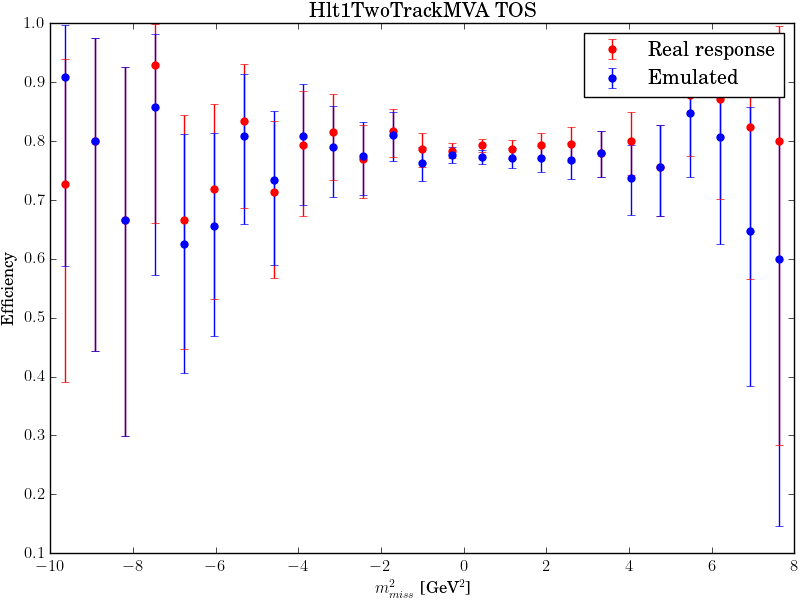 Hlt1TwoTrackMVA TOS
Real response
Emulated
Efficiency
1.0
0.9
0.8
0.7
0.6
0.5
0.4
0.3
0.2
0.1
−10 −8 −6 −4 −2 0 2 4 6 8
m²miss [GeV²]